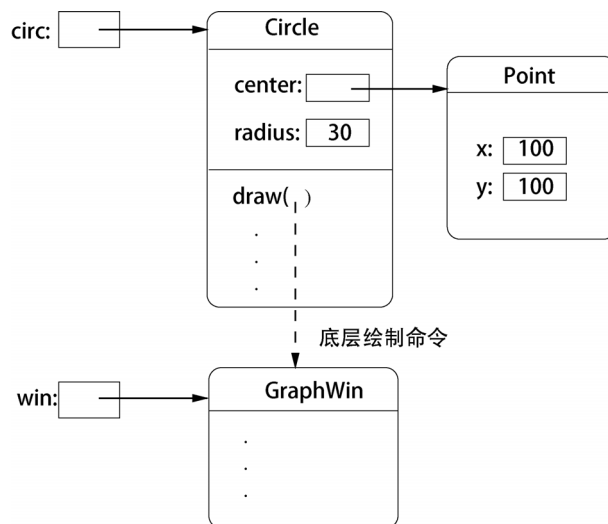 circ:
Circle
center:
radius: 30
draw( )
.
.
.
Point
x: 100
y: 100
底层绘制命令
win:
GraphWin
.
.
.